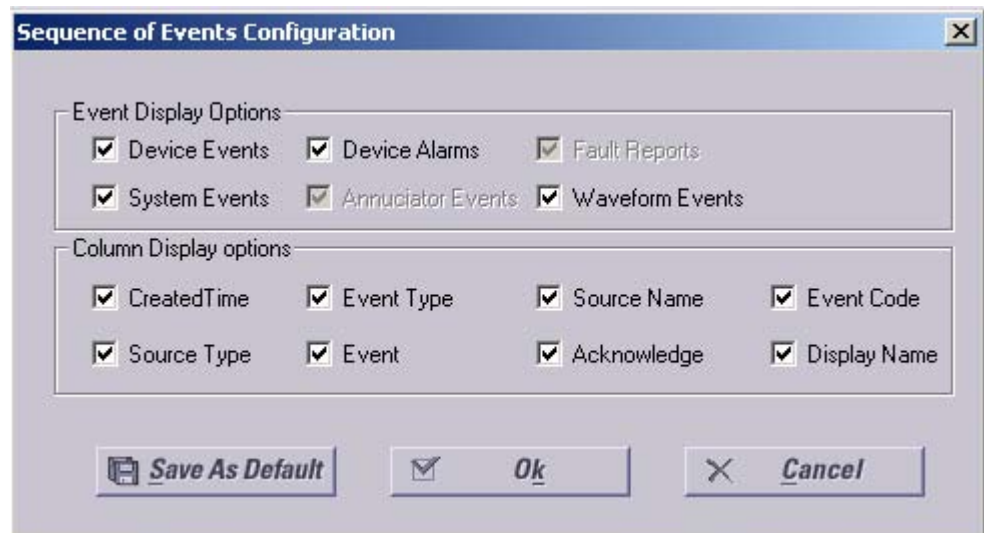 Sequence of Events Configuration
Event Display Options
Device Events Device Alarms Fault Reports
System Events Annuciator Events Waveform Events
Column Display options
CreatedTime Event Type Source Name Event Code
Source Type Event Acknowledge Display Name
Save As Default Ok Cancel